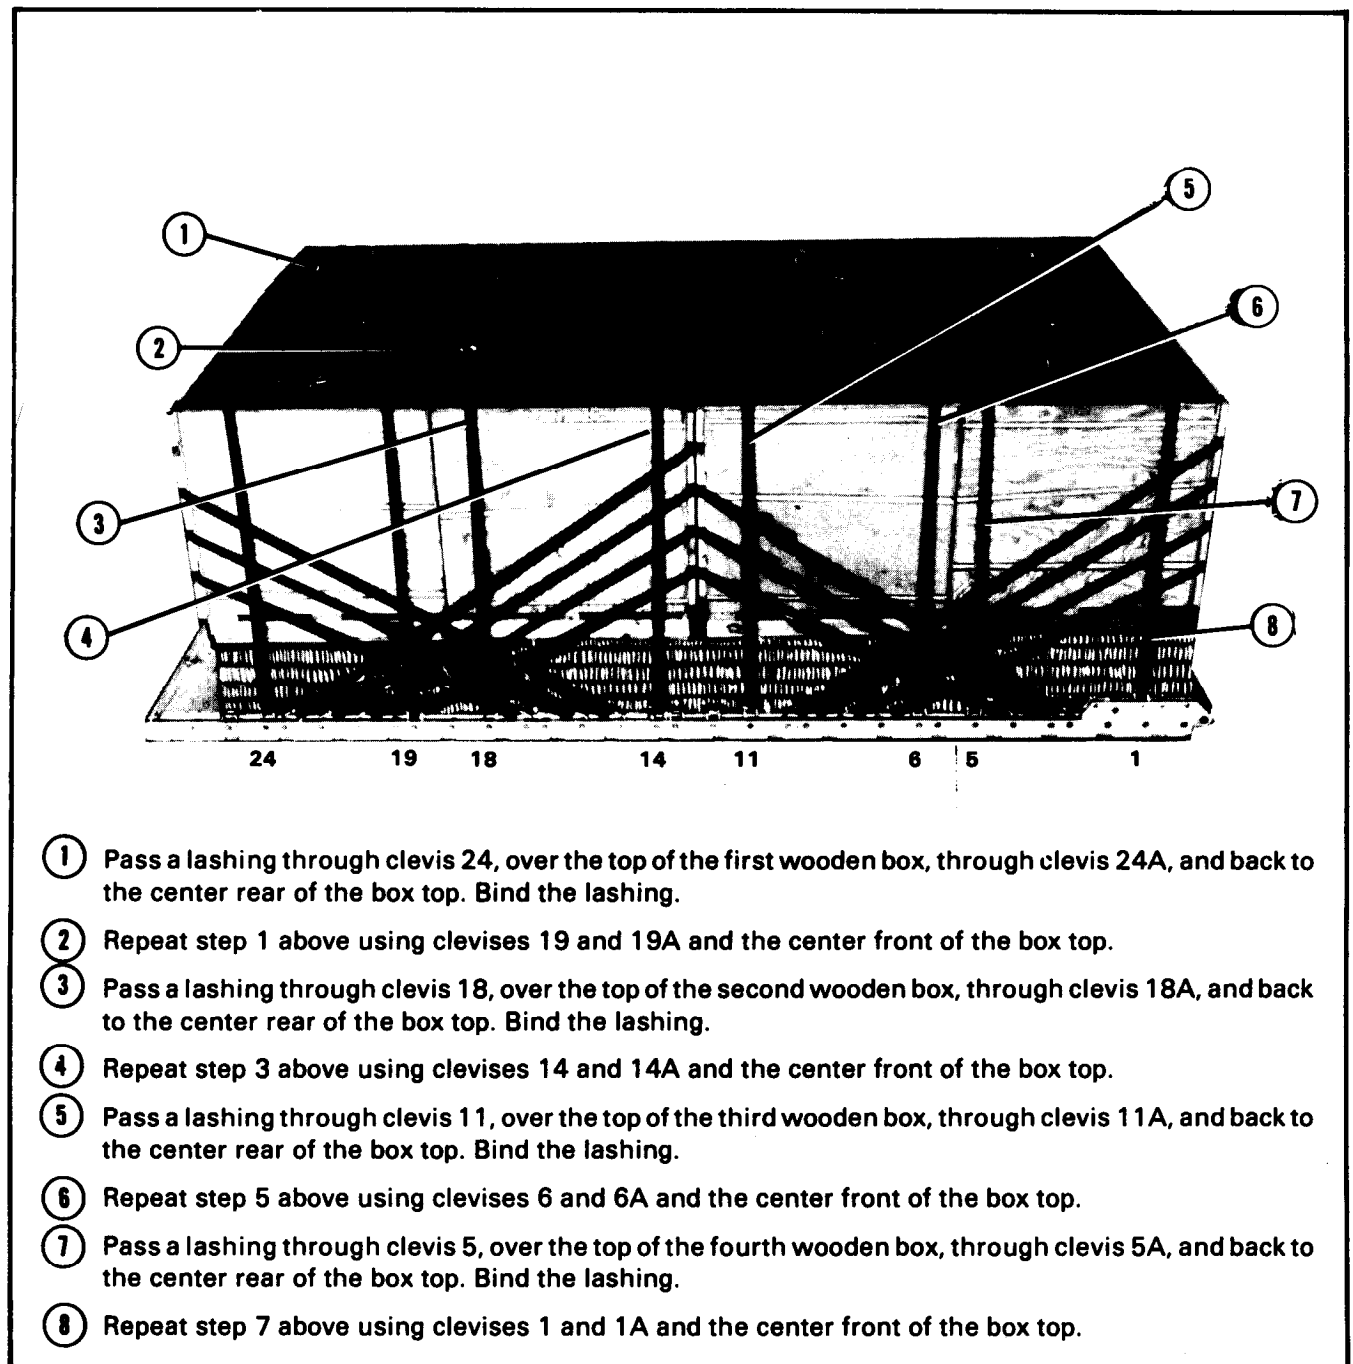 1
5
6
2
3
7
4
8
24 19 18 14 11 6 5 1
1 Pass a lashing through clevis 24, over the top of the first wooden box, through clevis 24A, and back to
the center rear of the box top. Bind the lashing.
2 Repeat step 1 above using clevises 19 and 19A and the center front of the box top.
3 Pass a lashing through clevis 18, over the top of the second wooden box, through clevis 18A, and back
to the center rear of the box top. Bind the lashing.
4 Repeat step 3 above using clevises 14 and 14A and the center front of the box top.
5 Pass a lashing through clevis 11, over the top of the third wooden box, through clevis 11A, and back to
the center rear of the box top. Bind the lashing.
6 Repeat step 5 above using clevises 6 and 6A and the center front of the box top.
7 Pass a lashing through clevis 5, over the top of the fourth wooden box, through clevis 5A, and back to
the center rear of the box top. Bind the lashing.
8 Repeat step 7 above using clevises 1 and 1A and the center front of the box top.